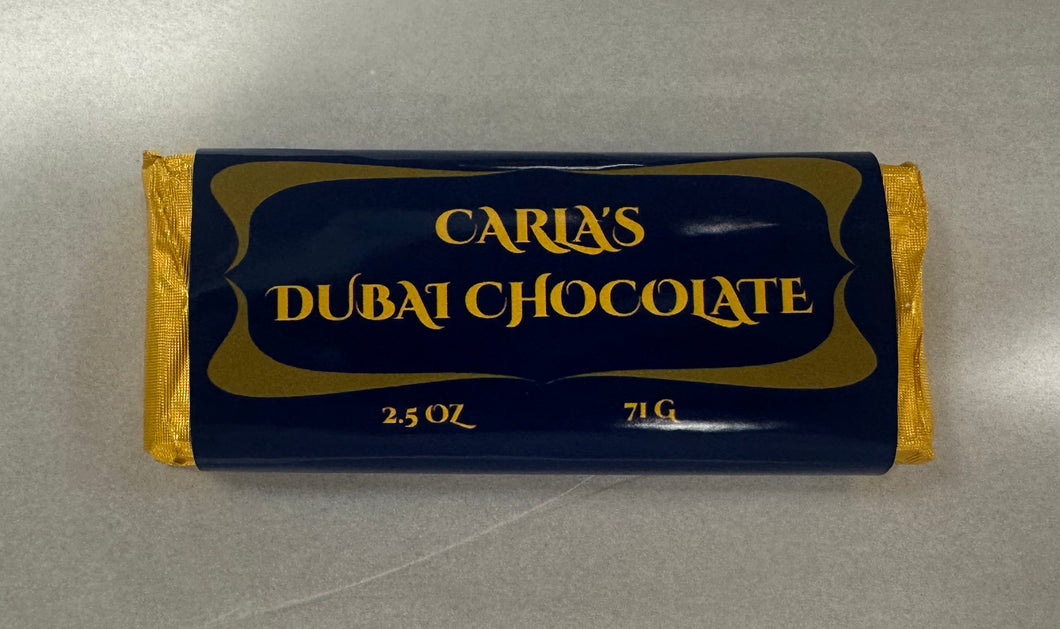 CARLA'S
DUBAI CHOCOLATE
2.5 OZ 71 G